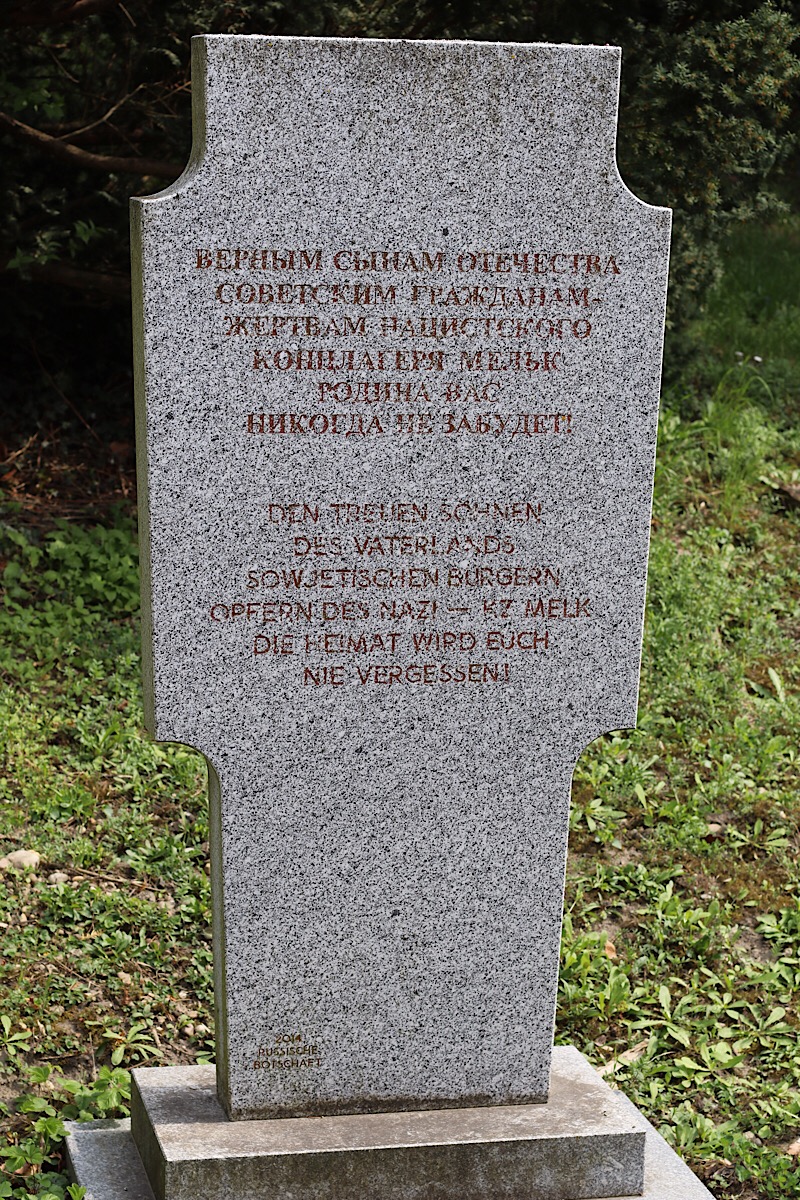 ВЕРНЫМ СЫНАМ ОТЕЧЕСТВА
СОВЕТСКИМ ГРАЖДАНАМ-
ЖЕРТВАМ НАЦИСТСКОГО
КОНЦЛАГЕРЯ МЕЛЬК
РОДИНА ВАС
НИКОГДА НЕ ЗАБУДЕТ!
DEN TREUEN SÖHNEN
DES VATERLANDS
SOWJETISCHEN BÜRGERN
OPFERN DES NAZI – KZ MELK
DIE HEIMAT WIRD EUCH
NIE VERGESSEN!
2014
RUSSISCHE
BOTSCHAFT